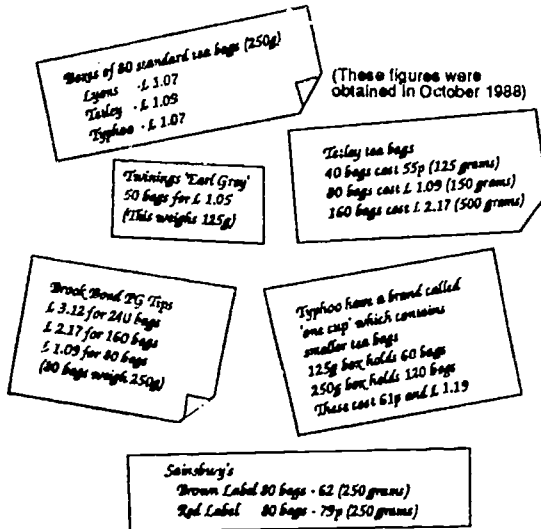 Boxes of 80 standard tea bags (250g)
Lyons - £ 1.07
Tetley - £ 1.09
Typhoo - £ 1.07
(These figures were
obtained in October 1988)
Tetley tea bags
40 bags cost 55p (125 grams)
80 bags cost £ 1.09 (150 grams)
160 bags cost £ 2.17 (500 grams)
Twinings 'Earl Grey'
50 bags for £ 1.05
(This weighs 125g)
Brook Bond PG Tips
£ 3.12 for 240 bags
£ 2.17 for 160 bags
£ 1.09 for 80 bags
(80 bags weigh 250g)
Typhoo have a brand called
'one cup' which contains
smaller tea bags
125g box holds 60 bags
250g box holds 120 bags
These cost 61p and £ 1.19
Sainsbury's
Brown Label 80 bags - 62 (250 grams)
Red Label 80 bags - 79p (250 grams)